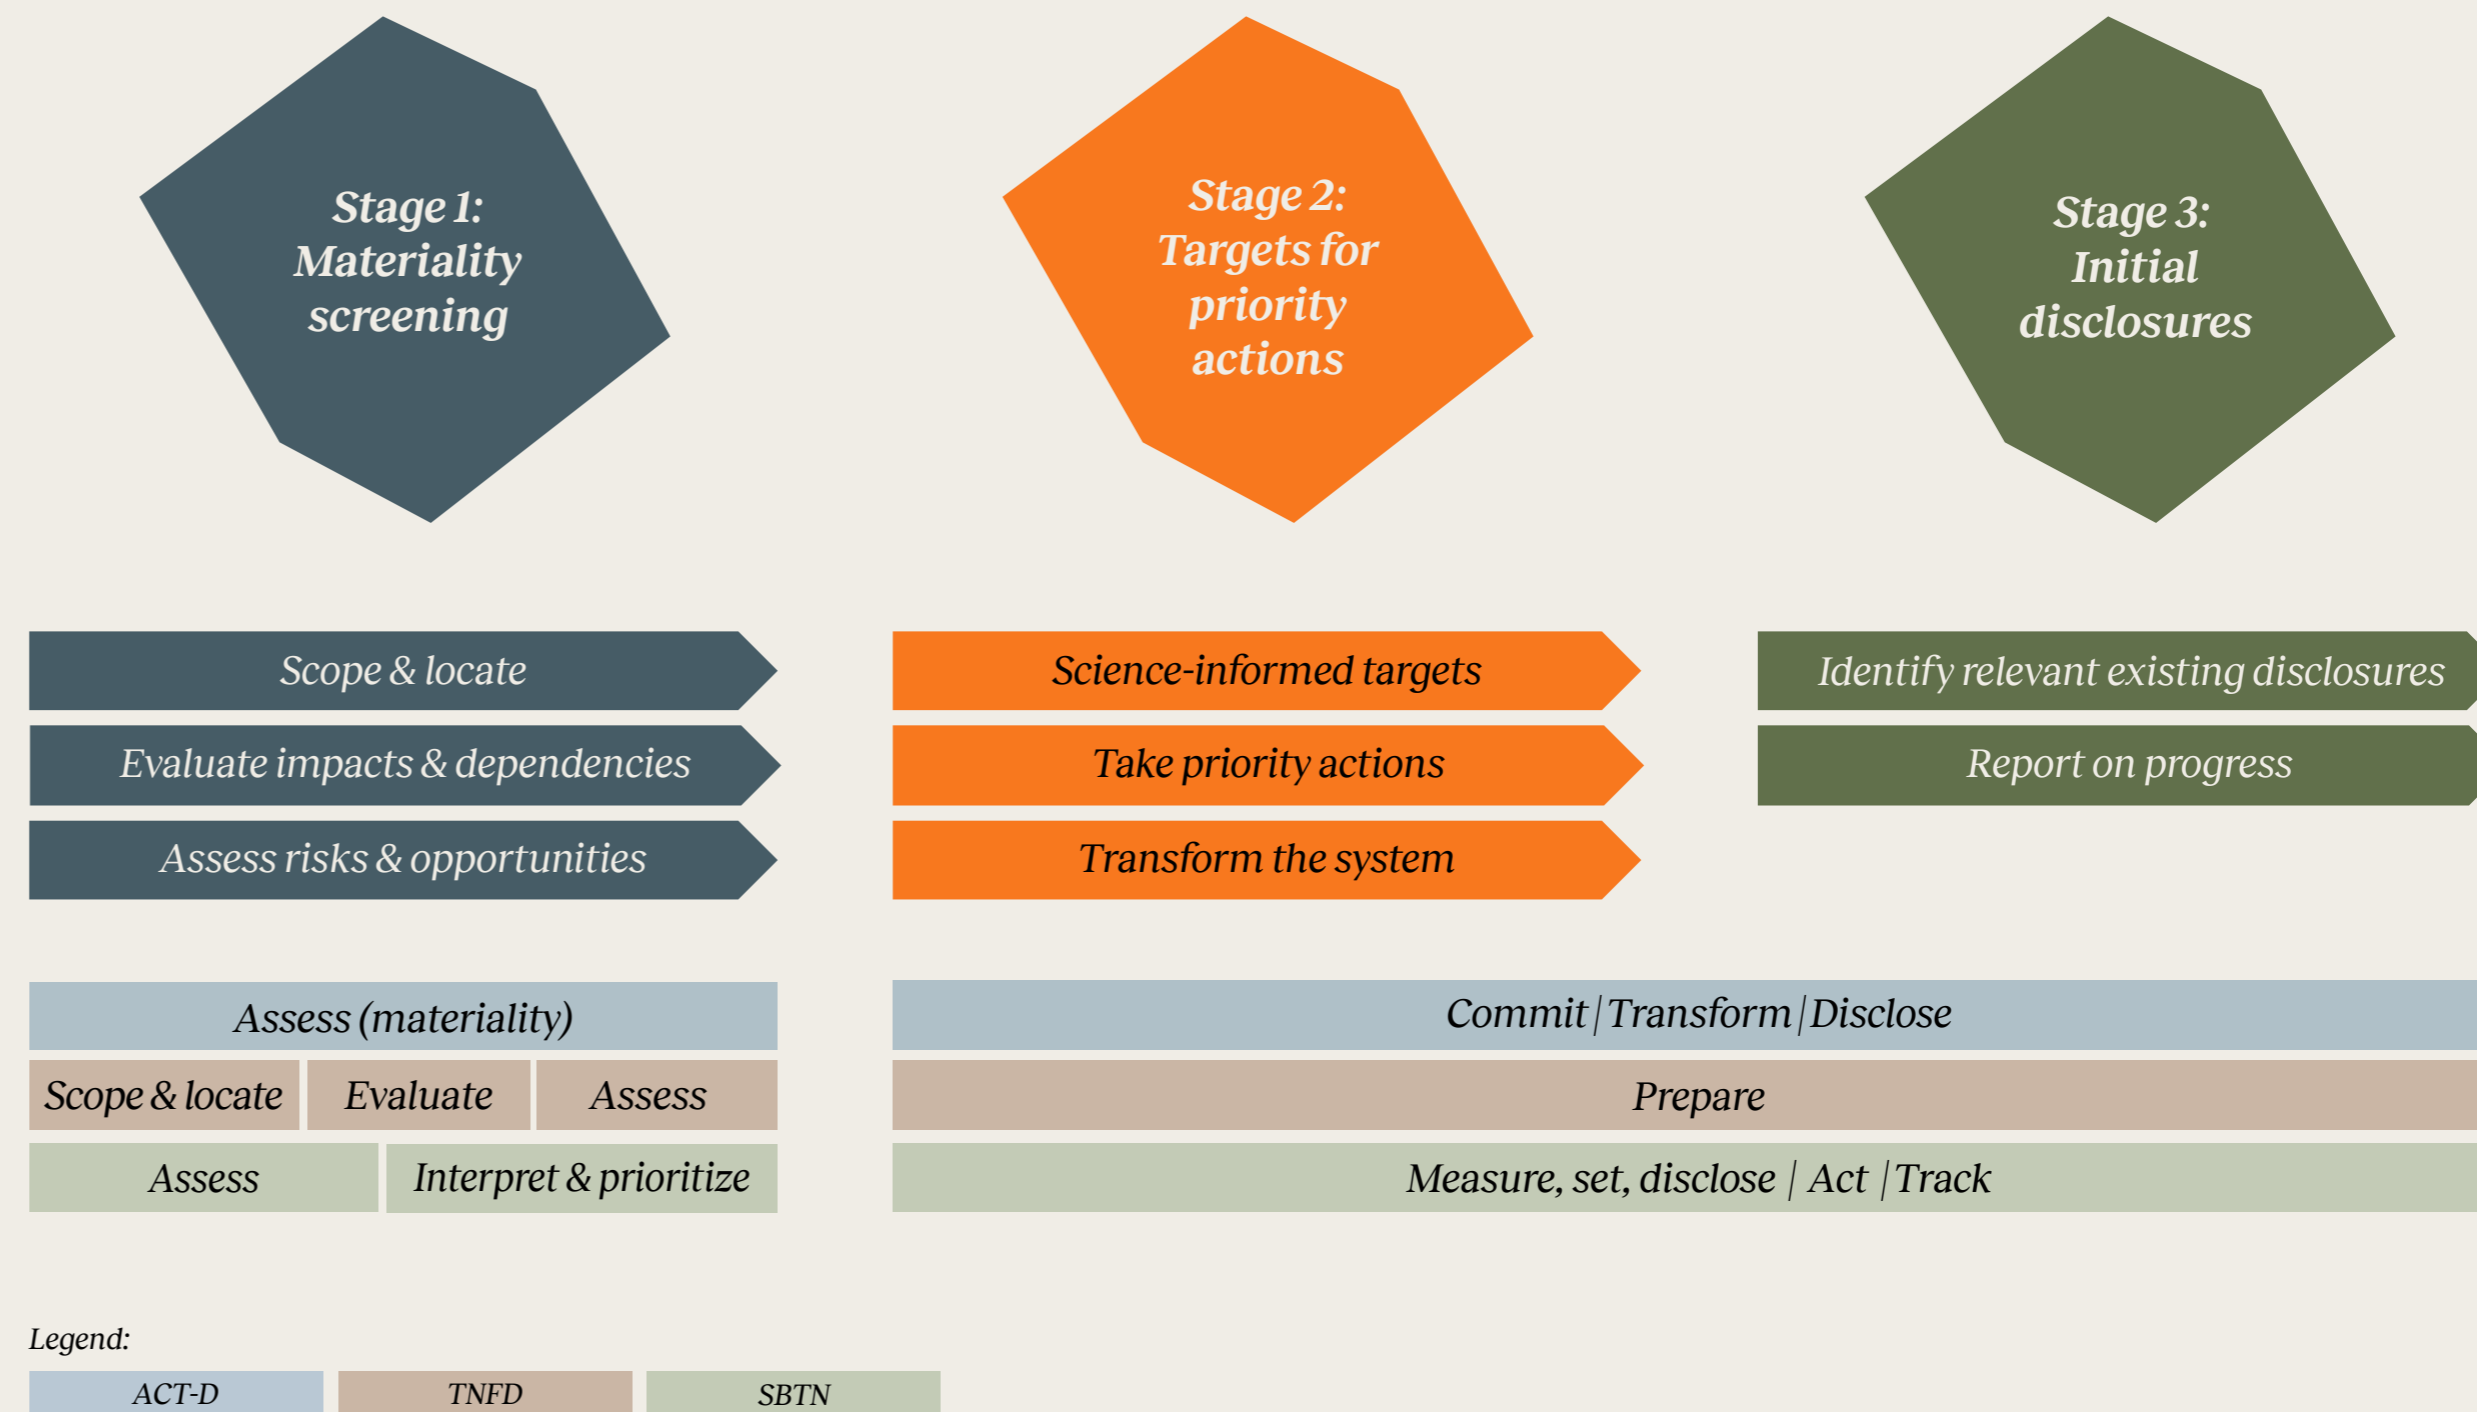 Stage 1:
Materiality
screening
Stage 2:
Targets for
priority
actions
Stage 3:
Initial
disclosures
Scope & locate
Evaluate impacts & dependencies
Assess risks & opportunities
Science-informed targets
Take priority actions
Transform the system
Identify relevant existing disclosures
Report on progress
Assess (materiality)
Commit | Transform | Disclose
Scope & locate
Evaluate
Assess
Prepare
Assess
Interpret & prioritize
Measure, set, disclose | Act | Track
Legend:
ACT-D
TNFD
SBTN